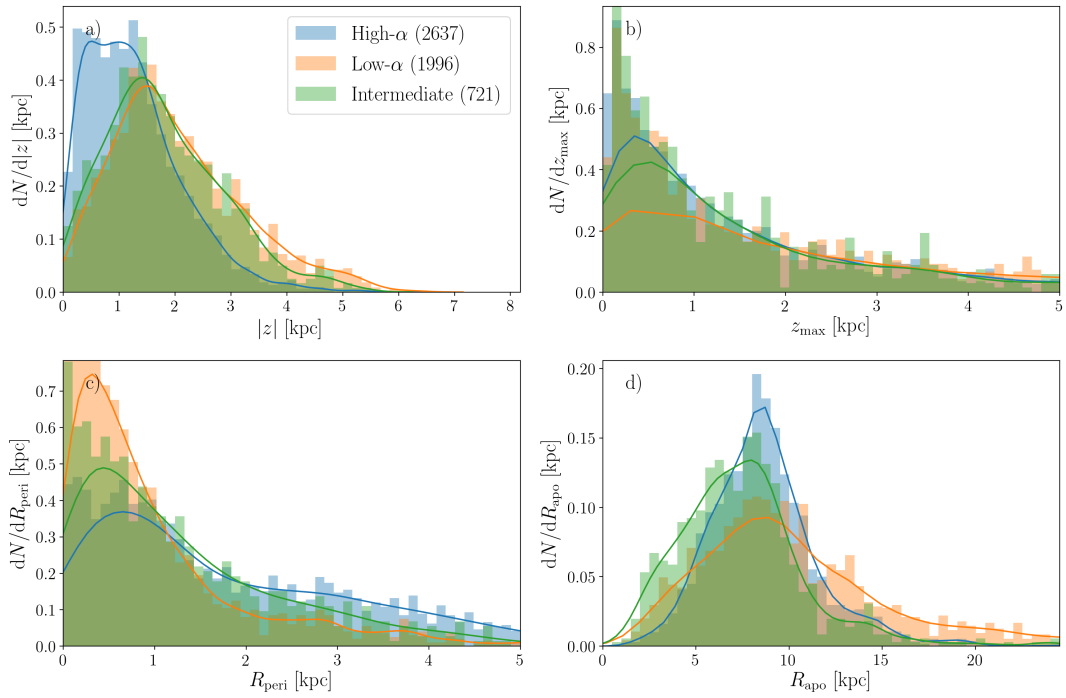 a)
High-α (2637)
Low-α (1996)
Intermediate (721)
dN/d|z| [kpc]
0.5
0.4
0.3
0.2
0.1
0.0
0 1 2 3 4 5 6 7 8
|z| [kpc]
b)
dN/dz_max [kpc]
0.8
0.6
0.4
0.2
0.0
0 1 2 3 4 5
z_max [kpc]
c)
dN/dR_peri [kpc]
0.7
0.6
0.5
0.4
0.3
0.2
0.1
0.0
0 1 2 3 4 5
R_peri [kpc]
d)
dN/dR_apo [kpc]
0.20
0.15
0.10
0.05
0.00
0 5 10 15 20
R_apo [kpc]